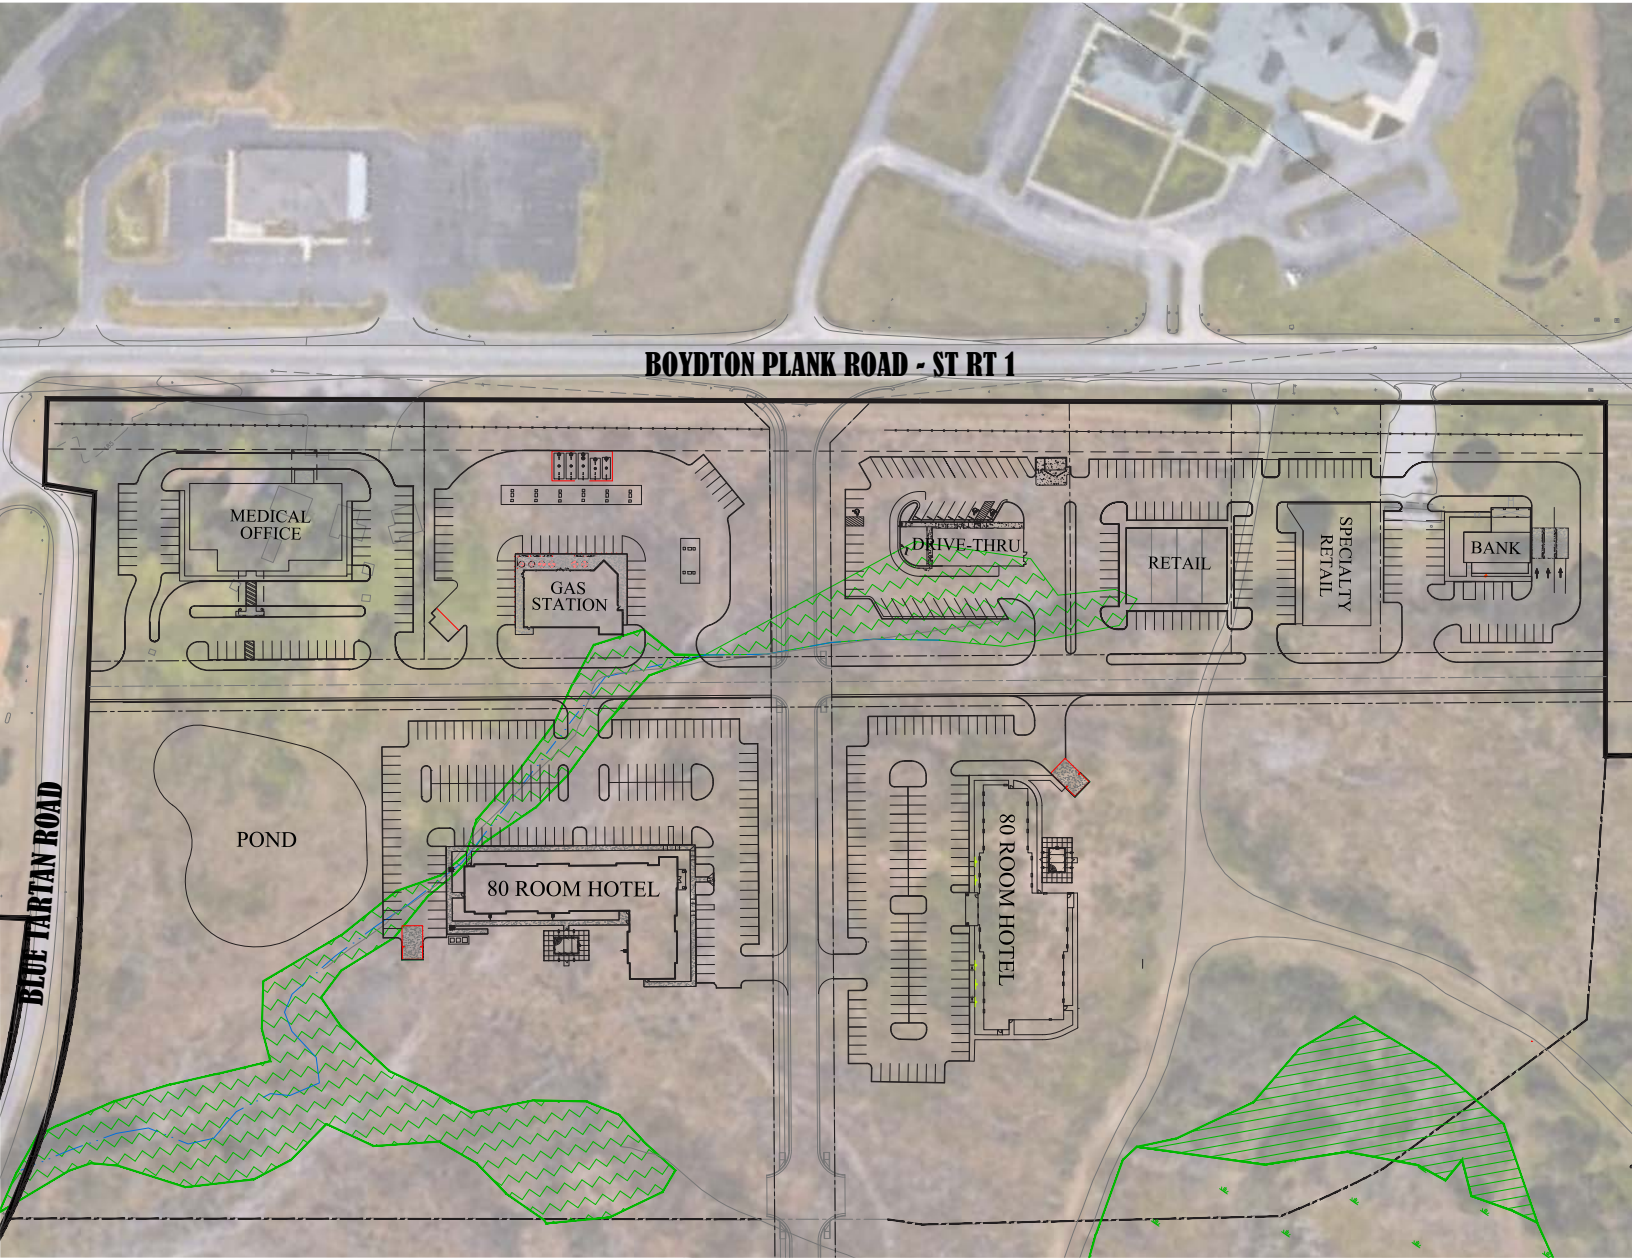 BOYDTON PLANK ROAD - ST RT 1
MEDICAL
OFFICE
GAS
STATION
DRIVE-THRU
RETAIL
SPECIALTY
RETAIL
BANK
POND
80 ROOM HOTEL
80 ROOM HOTEL
BLUE TARTAN ROAD